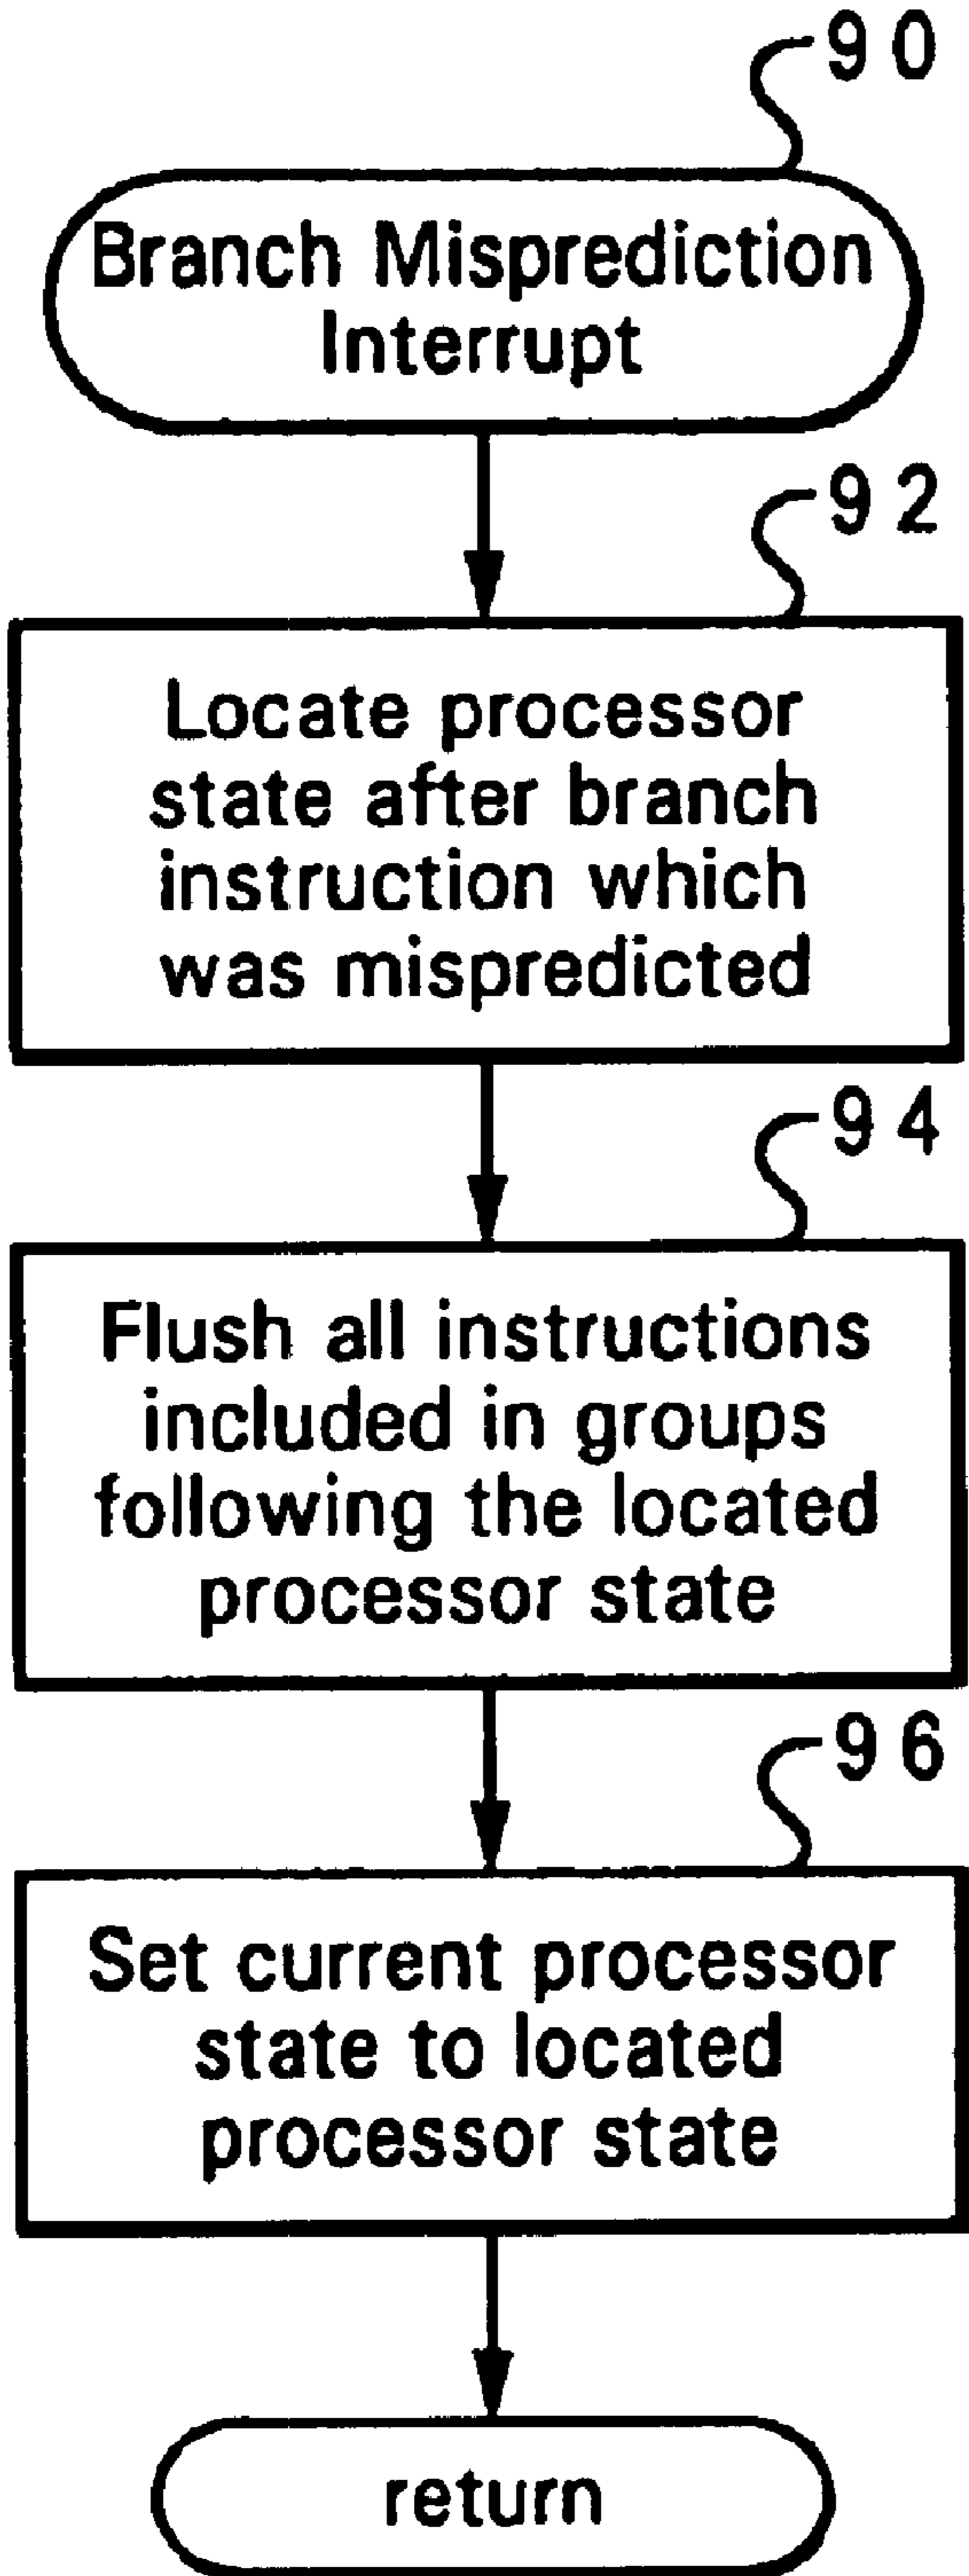 90
Branch Misprediction
Interrupt
92
Locate processor
state after branch
instruction which
was mispredicted
94
Flush all instructions
included in groups
following the located
processor state
96
Set current processor
state to located
processor state
return